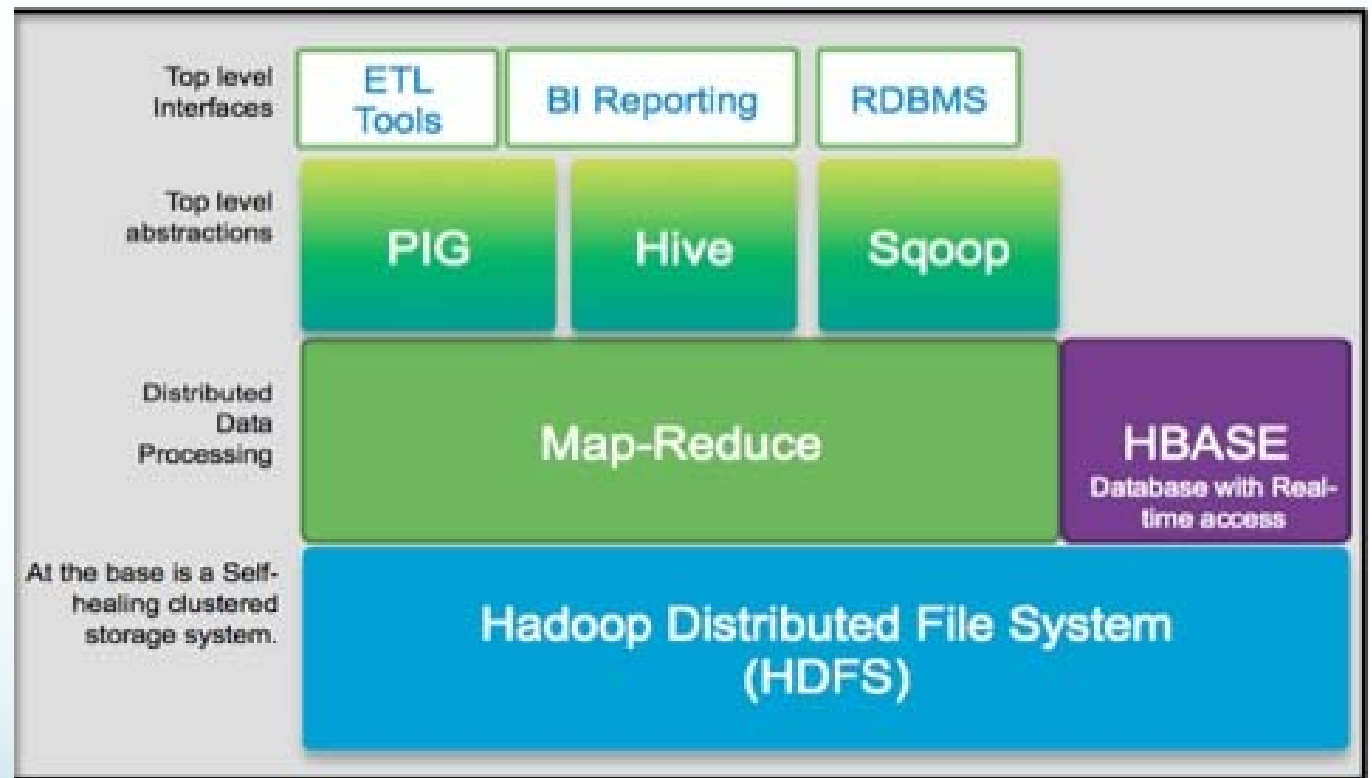 Top level
Interfaces
ETL
Tools
BI Reporting
RDBMS
Top level
abstractions
PIG
Hive
Sqoop
Distributed
Data
Processing
Map-Reduce
HBASE
Database with Real-
time access
At the base is a Self-
healing clustered
storage system.
Hadoop Distributed File System
(HDFS)